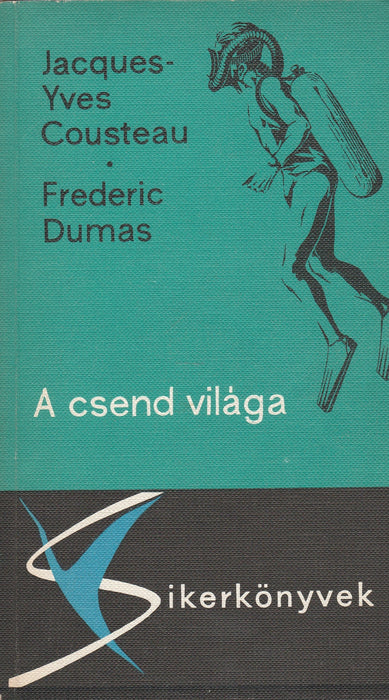 Jacques-
Yves
Cousteau
·
Frederic
Dumas
A csend világa
Sikerkönyvek